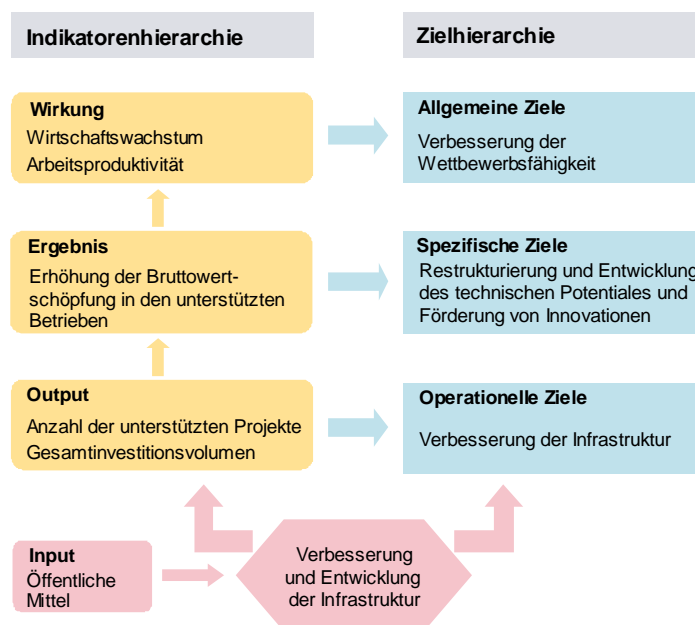 Indikatorenhierarchie
Zielhierarchie
Wirkung
Wirtschaftswachstum
Arbeitsproduktivität
Allgemeine Ziele
Verbesserung der
Wettbewerbsfähigkeit
Ergebnis
Erhöhung der Bruttowert-
schöpfung in den unterstützten
Betrieben
Spezifische Ziele
Restrukturierung und Entwicklung
des technischen Potentiales und
Förderung von Innovationen
Output
Anzahl der unterstützten Projekte
Gesamtinvestitionsvolumen
Operationelle Ziele
Verbesserung der Infrastruktur
Input
Öffentliche
Mittel
Verbesserung
und Entwicklung
der Infrastruktur